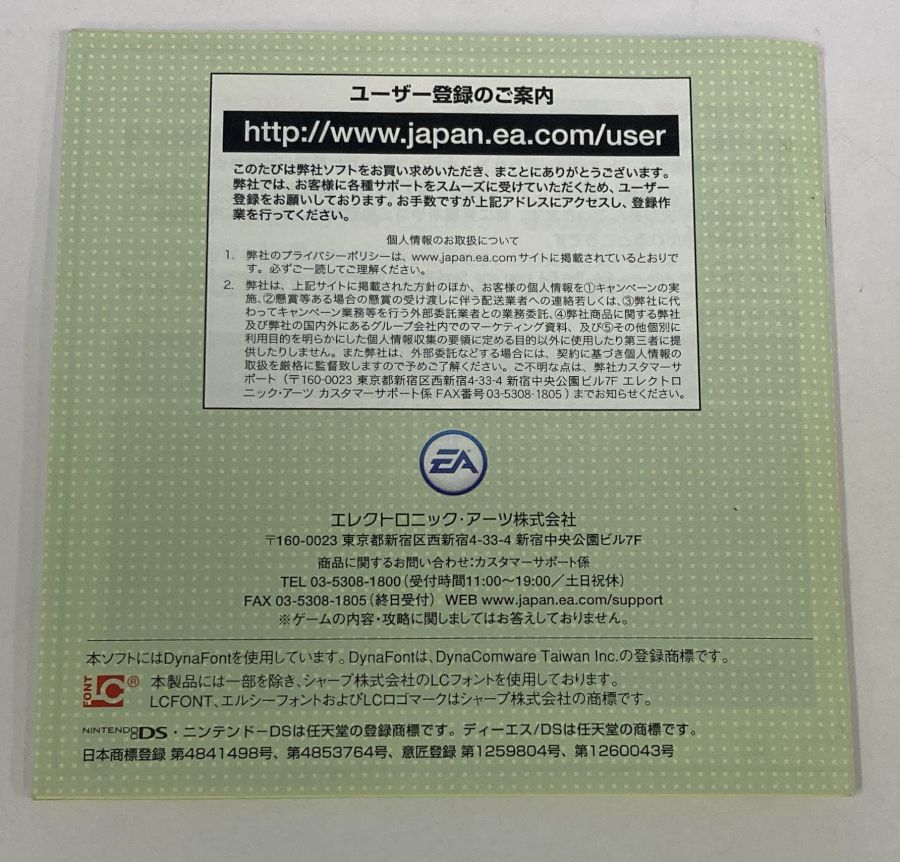 ユーザー登録のご案内
http://www.japan.ea.com/user
このたびは弊社ソフトをお買い求めいただき、まことにありがとうございます。
弊社では、お客様に各種サポートをスムーズに受けていただくため、ユーザー
登録をお願いしております。お手数ですが上記アドレスにアクセスし、登録作
業を行ってください。
個人情報のお取扱について
1. 弊社のプライバシーポリシーは、www.japan.ea.comサイトに掲載されているとおりで
す。必ずご一読してご理解ください。
2. 弊社は、上記サイトに掲載された方針のほか、お客様の個人情報を①キャンペーンの実
施、②懸賞等ある場合の懸賞の受け渡しに伴う配送業者への連絡若しくは、③弊社に代
わってキャンペーン業務等を行う外部委託業者との業務委託、④弊社商品に関する弊社
及び弊社の国内外にあるグループ会社内でのマーケティング資料、及び⑤その他個別に
利用目的を明らかにした個人情報収集の要領に定める目的以外に使用したり第三者に提
供したりしません。また弊社は、外部委託などする場合には、契約に基づき個人情報の
取扱を厳格に監督致しますので予めご了解ください。ご不明な点は、弊社カスタマーサ
ポート(〒160-0023 東京都新宿区西新宿4-33-4 新宿中央公園ビル7F エレクトロ
ニック・アーツ カスタマーサポート係 FAX番号03-5308-1805)までお知らせください。
EA
エレクトロニック・アーツ株式会社
〒160-0023 東京都新宿区西新宿4-33-4 新宿中央公園ビル7F
商品に関するお問い合わせ:カスタマーサポート係
TEL 03-5308-1800(受付時間11:00〜19:00/土日祝休)
FAX 03-5308-1805(終日受付) WEB www.japan.ea.com/support
※ゲームの内容・攻略に関しましてはお答えしておりません。
本ソフトにはDynaFontを使用しています。DynaFontは、DynaComware Taiwan Inc.の登録商標です。
FONT LC® 本製品には一部を除き、シャープ株式会社のLCフォントを使用しております。
LCFONT、エルシーフォントおよびLCロゴマークはシャープ株式会社の商標です。
NINTENDO DS・ニンテンドーDSは任天堂の登録商標です。ディーエス/DSは任天堂の商標です。
日本商標登録 第4841498号、第4853764号、意匠登録 第1259804号、第1260043号